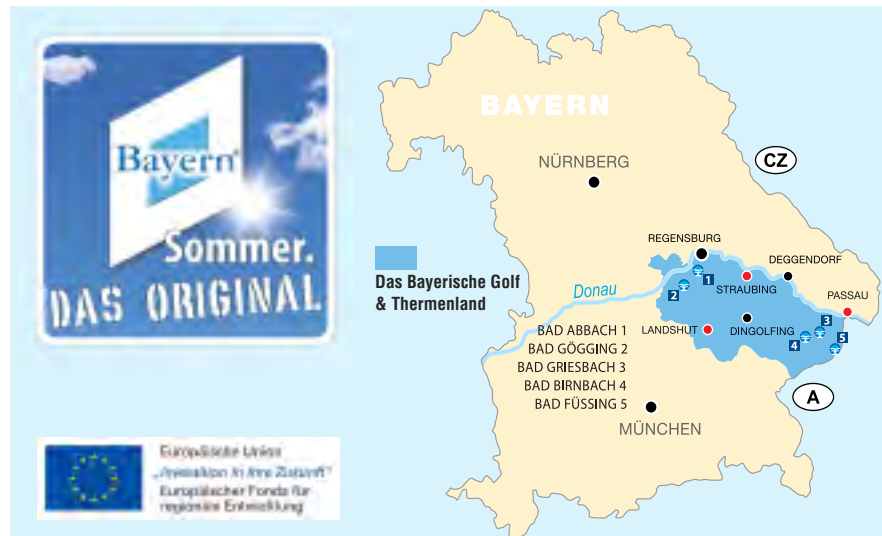 Bayern®
Sommer.
DAS ORIGINAL
Europäische Union
„Investition in Ihre Zukunft“
Europäischer Fonds für
regionale Entwicklung
Das Bayerische Golf
& Thermenland
BAYERN
CZ
NÜRNBERG
REGENSBURG
DEGGENDORF
1
STRAUBING
PASSAU
2
Donau
3
LANDSHUT
DINGOLFING
4
5
BAD ABBACH 1
BAD GÖGGING 2
BAD GRIESBACH 3
BAD BIRNBACH 4
BAD FÜSSING 5
A
MÜNCHEN